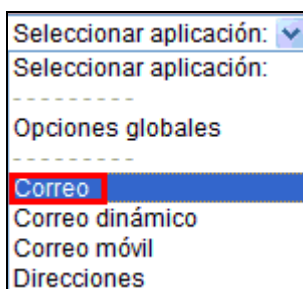 Seleccionar aplicación:
Seleccionar aplicación:
- - - - - - - - -
Opciones globales
- - - - - - - - -
Correo
Correo dinámico
Correo móvil
Direcciones